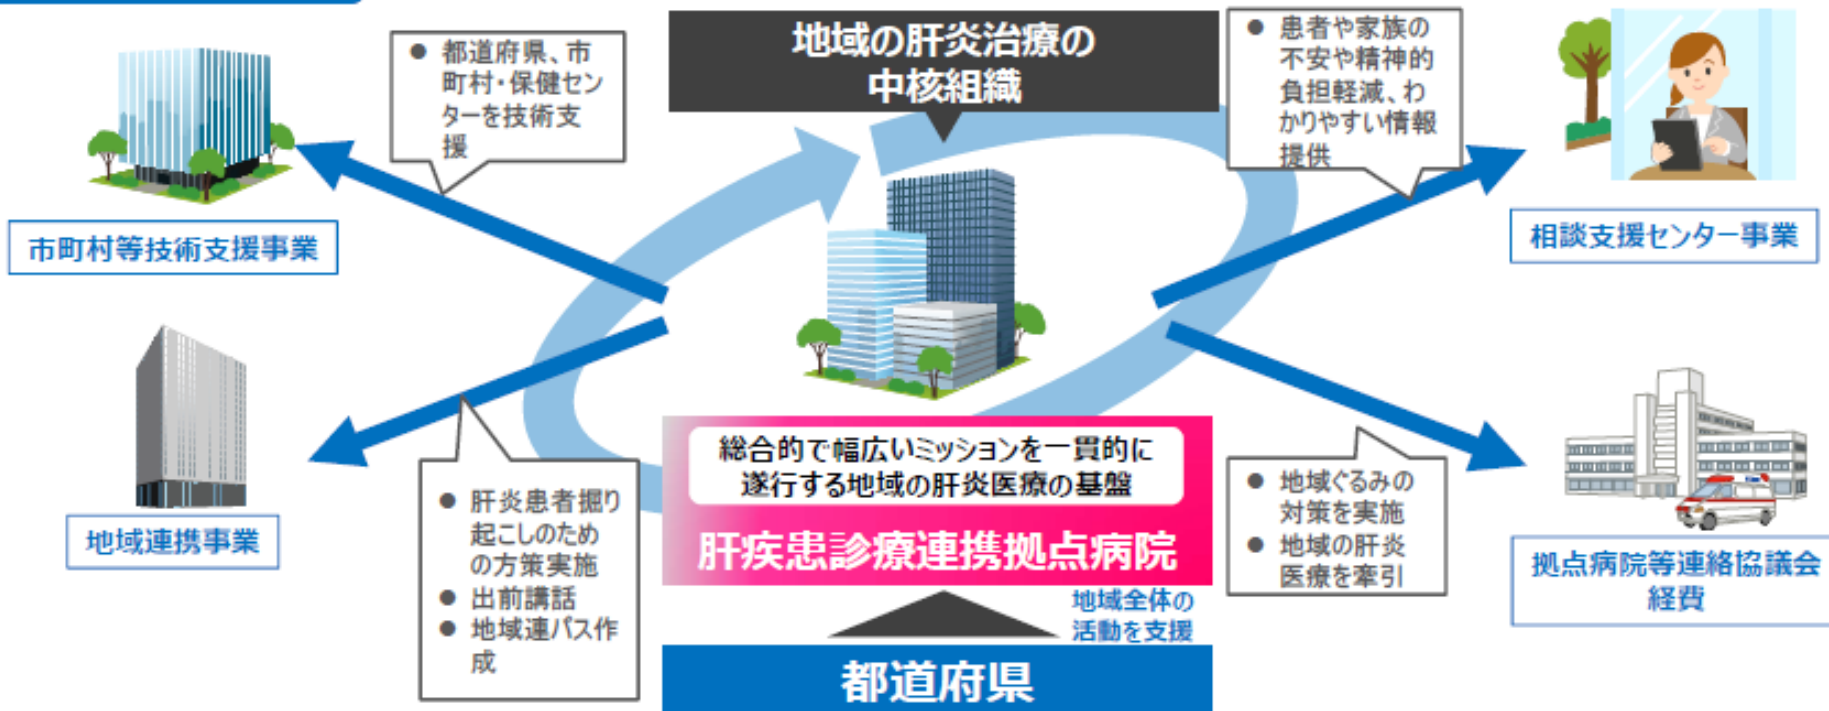 地域の肝炎治療の
中核組織
● 都道府県、市
町村・保健セン
ターを技術支
援
● 患者や家族の
不安や精神的
負担軽減、わ
かりやすい情報
提供
市町村等技術支援事業
相談支援センター事業
総合的で幅広いミッションを一貫的に
遂行する地域の肝炎医療の基盤
肝疾患診療連携拠点病院
● 肝炎患者掘り
起こしのため
の方策実施
● 出前講話
● 地域連パス作
成
● 地域ぐるみの
対策を実施
● 地域の肝炎
医療を牽引
地域連携事業
拠点病院等連絡協議会
経費
地域全体の
活動を支援
都道府県